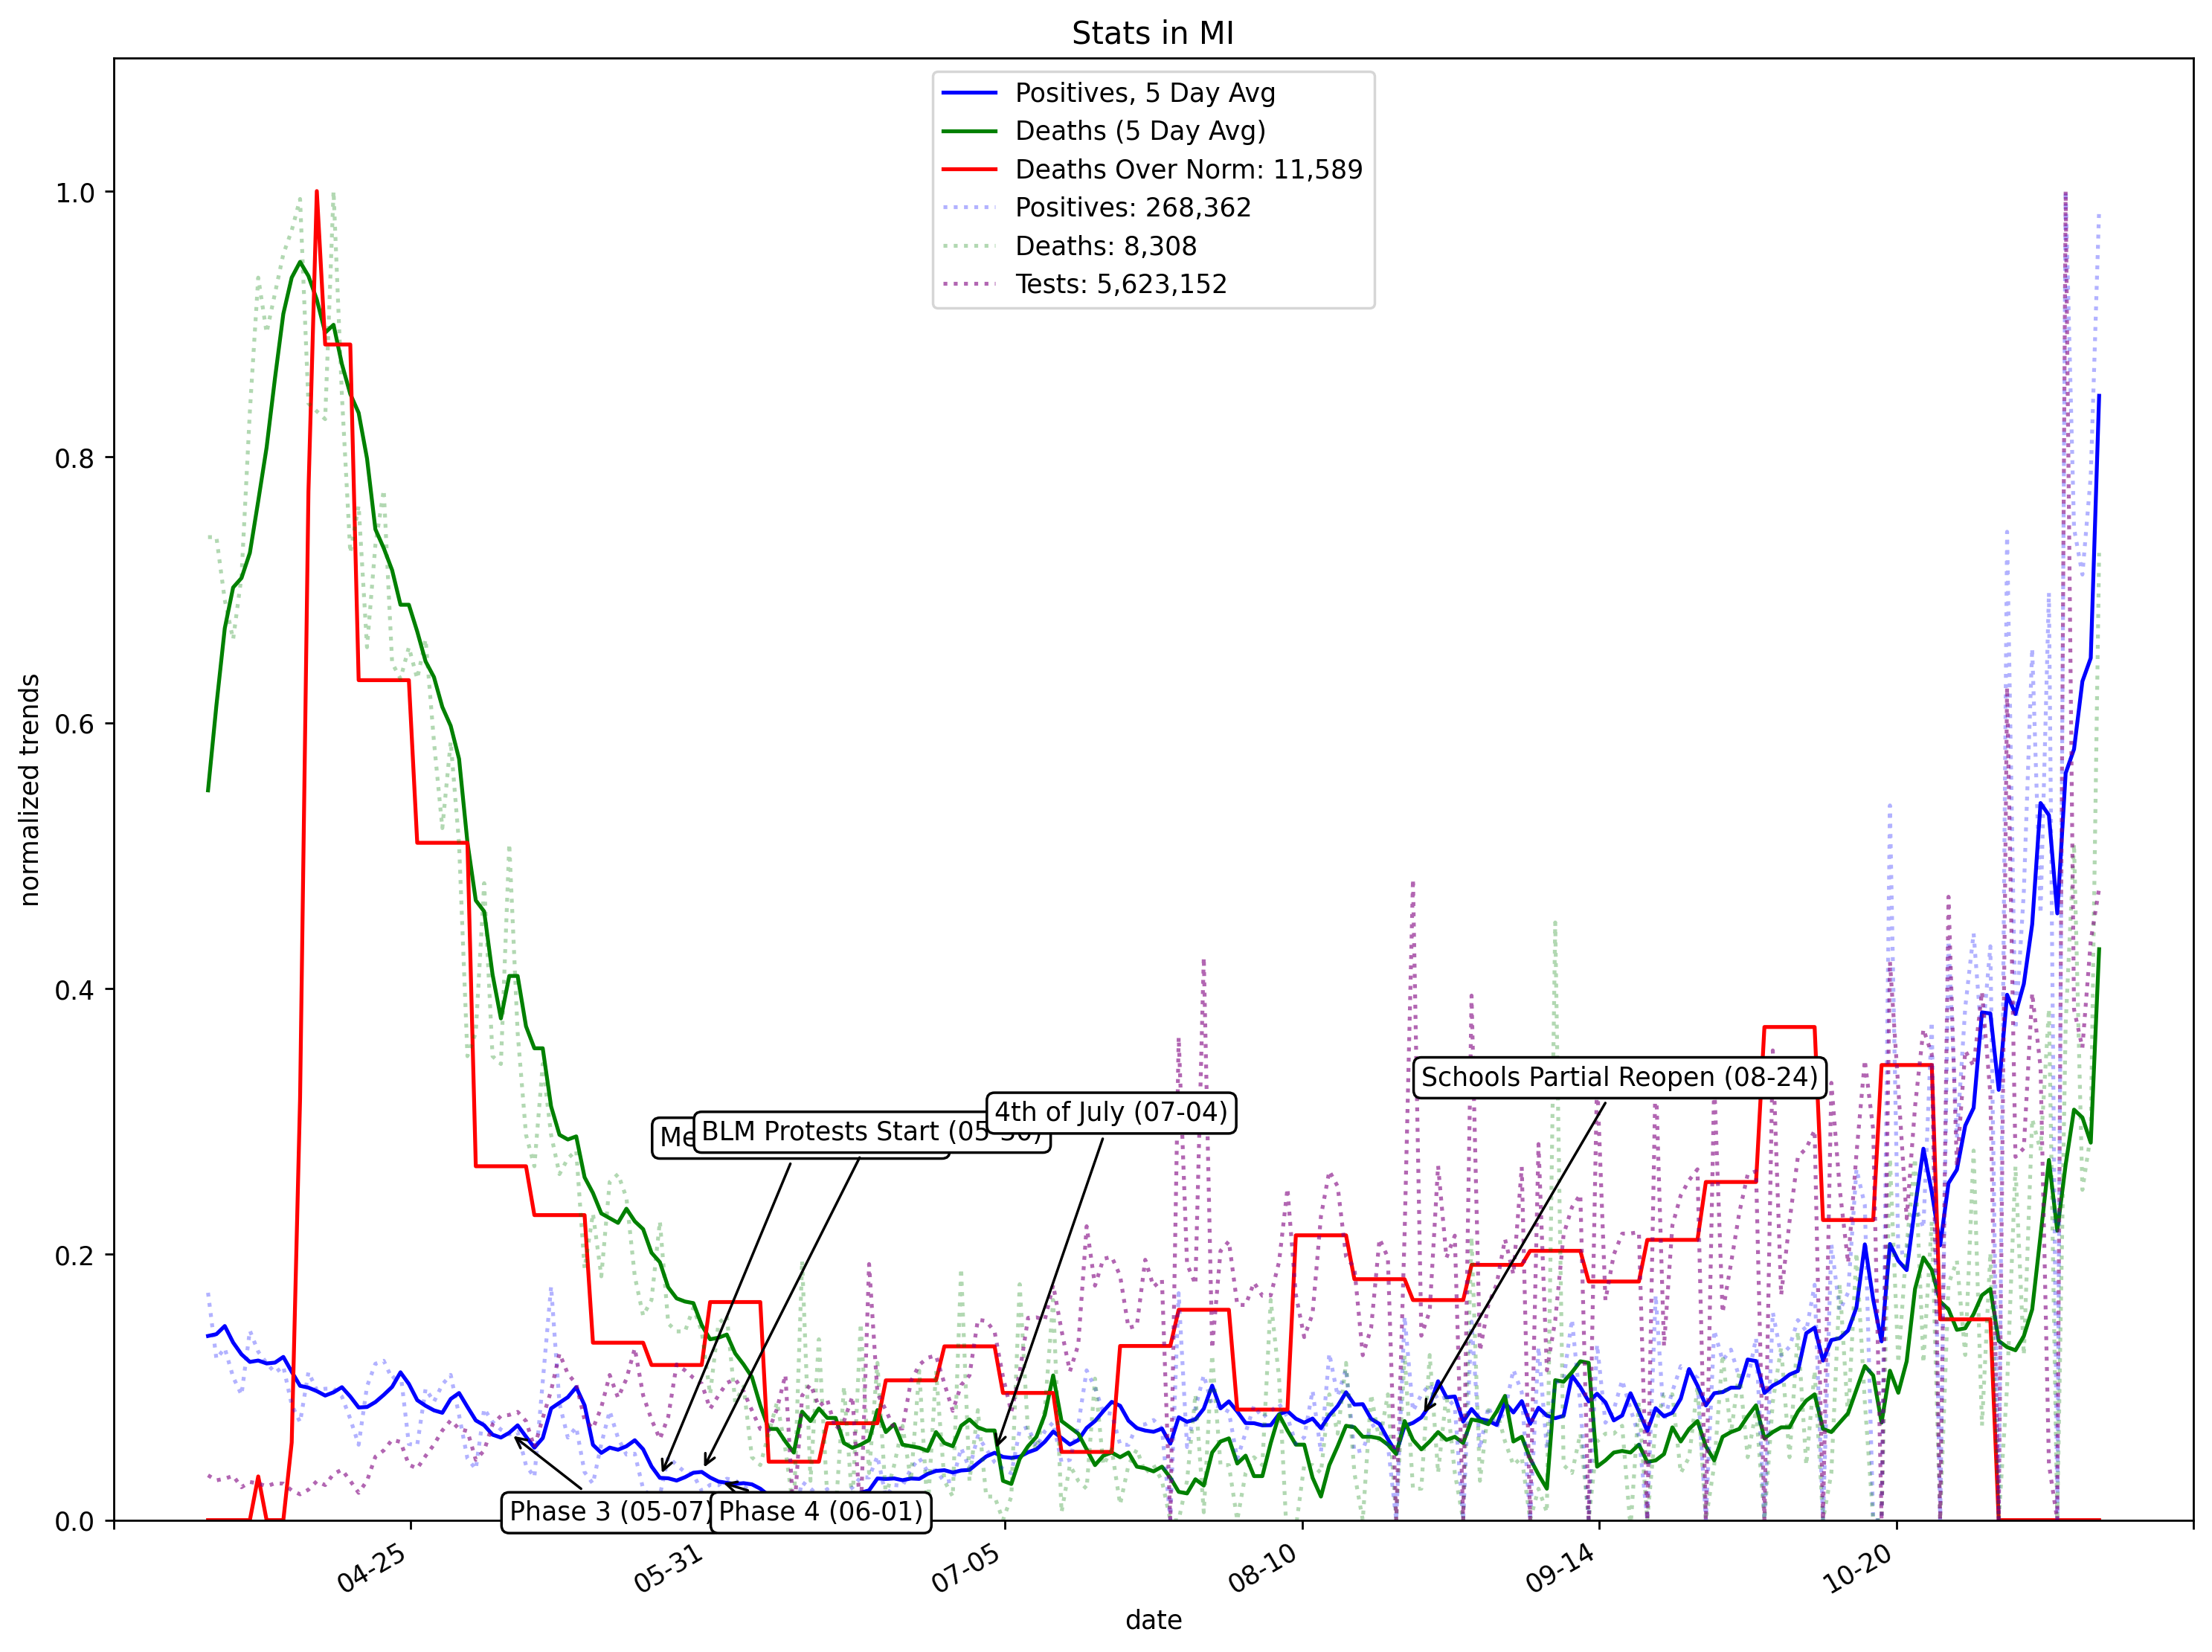 Stats in MI
Positives, 5 Day Avg
Deaths (5 Day Avg)
Deaths Over Norm: 11,589
Positives: 268,362
Deaths: 8,308
Tests: 5,623,152
normalized trends
1.0
0.8
0.6
0.4
0.2
0.0
Schools Partial Reopen (08-24)
4th of July (07-04)
BLM Protests Start (05-30)
Phase 3 (05-07)
Phase 4 (06-01)
04-25
05-31
07-05
08-10
09-14
10-20
date